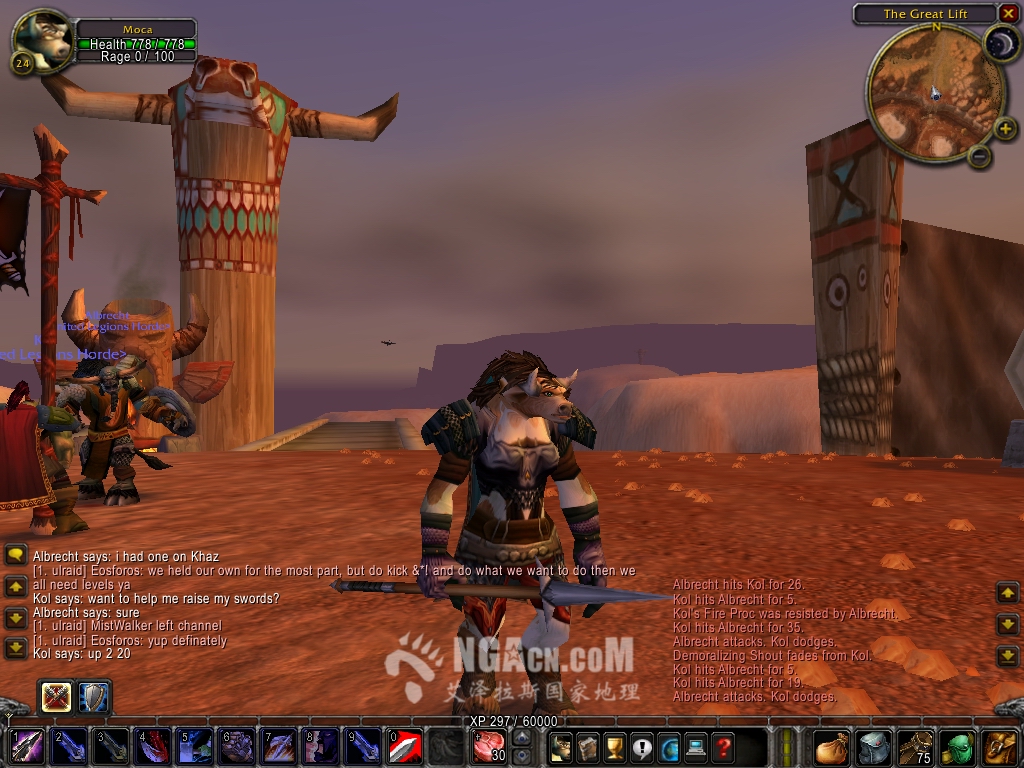 Moca
24
Health 778 / 778
Rage 0 / 100
The Great Lift
N
Albrecht
ited Legions Horde>
ed Legions Horde>
Albrecht says: i had one on Khaz
[1. ulraid] Eosforos: we held our own for the most part, but do kick &*! and do what we want to do then we
all need levels ya
Kol says: want to help me raise my swords?
Albrecht says: sure
[1. ulraid] MistWalker left channel
[1. ulraid] Eosforos: yup definately
Kol says: up 2 20
Albrecht hits Kol for 26.
Kol hits Albrecht for 5.
Kol's Fire Proc was resisted by Albrecht.
Kol hits Albrecht for 35.
Albrecht attacks. Kol dodges.
Demoralizing Shout fades from Kol.
Kol hits Albrecht for 5.
Kol hits Albrecht for 19.
Albrecht attacks. Kol dodges.
NGACN.COM
艾泽拉斯国家地理
XP 297 / 60000
1 2 3 4 5 6 7 8 9 0 30 75